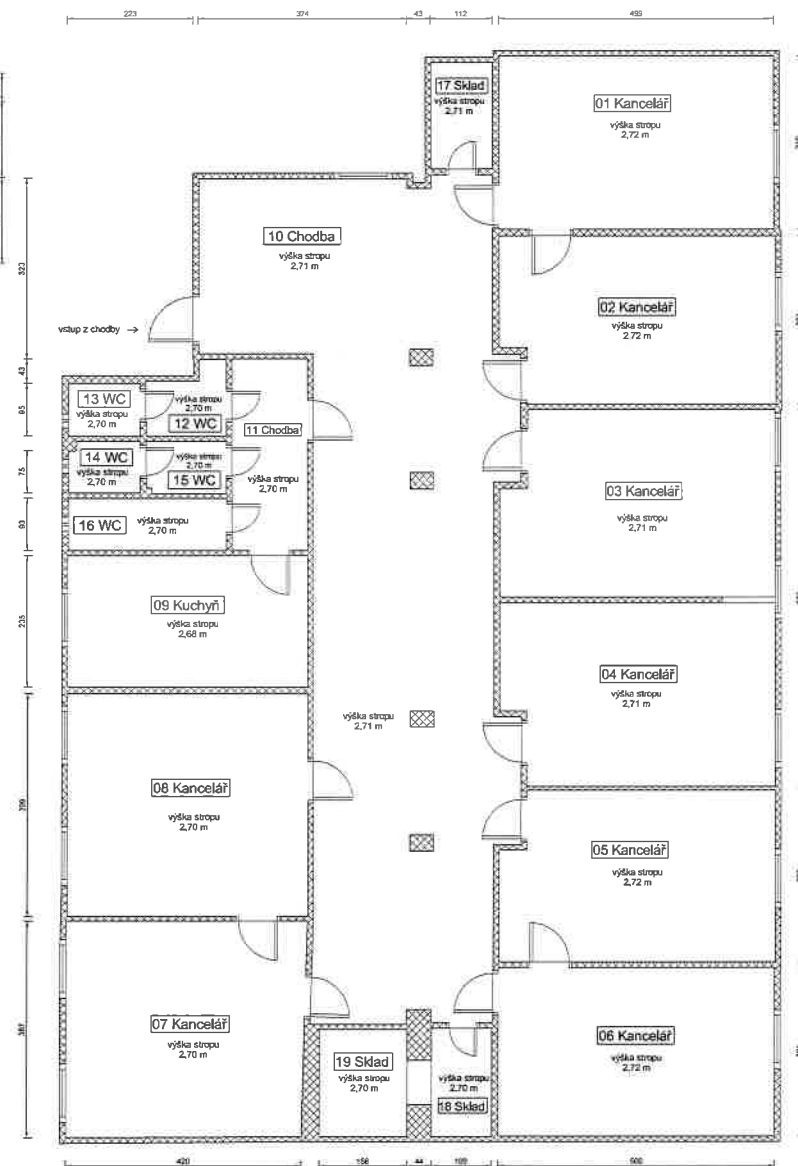 223
374
43
112
495
17 Sklad
výška stropu
2,71 m
01 Kancelář
výška stropu
2,72 m
10 Chodba
výška stropu
2,71 m
02 Kancelář
výška stropu
2,72 m
323
vstup z chodby →
43
13 WC
výška stropu
2,70 m
výška stropu
2,70 m
12 WC
11 Chodba
výška stropu
2,70 m
95
14 WC
výška stropu
2,70 m
výška stropu
2,70 m
15 WC
75
03 Kancelář
výška stropu
2,71 m
16 WC
výška stropu
2,70 m
90
09 Kuchyň
výška stropu
2,68 m
235
04 Kancelář
výška stropu
2,71 m
výška stropu
2,71 m
08 Kancelář
výška stropu
2,70 m
399
05 Kancelář
výška stropu
2,72 m
07 Kancelář
výška stropu
2,70 m
06 Kancelář
výška stropu
2,72 m
19 Sklad
výška stropu
2,70 m
výška stropu
2,70 m
18 Sklad
420
156
44
109
500